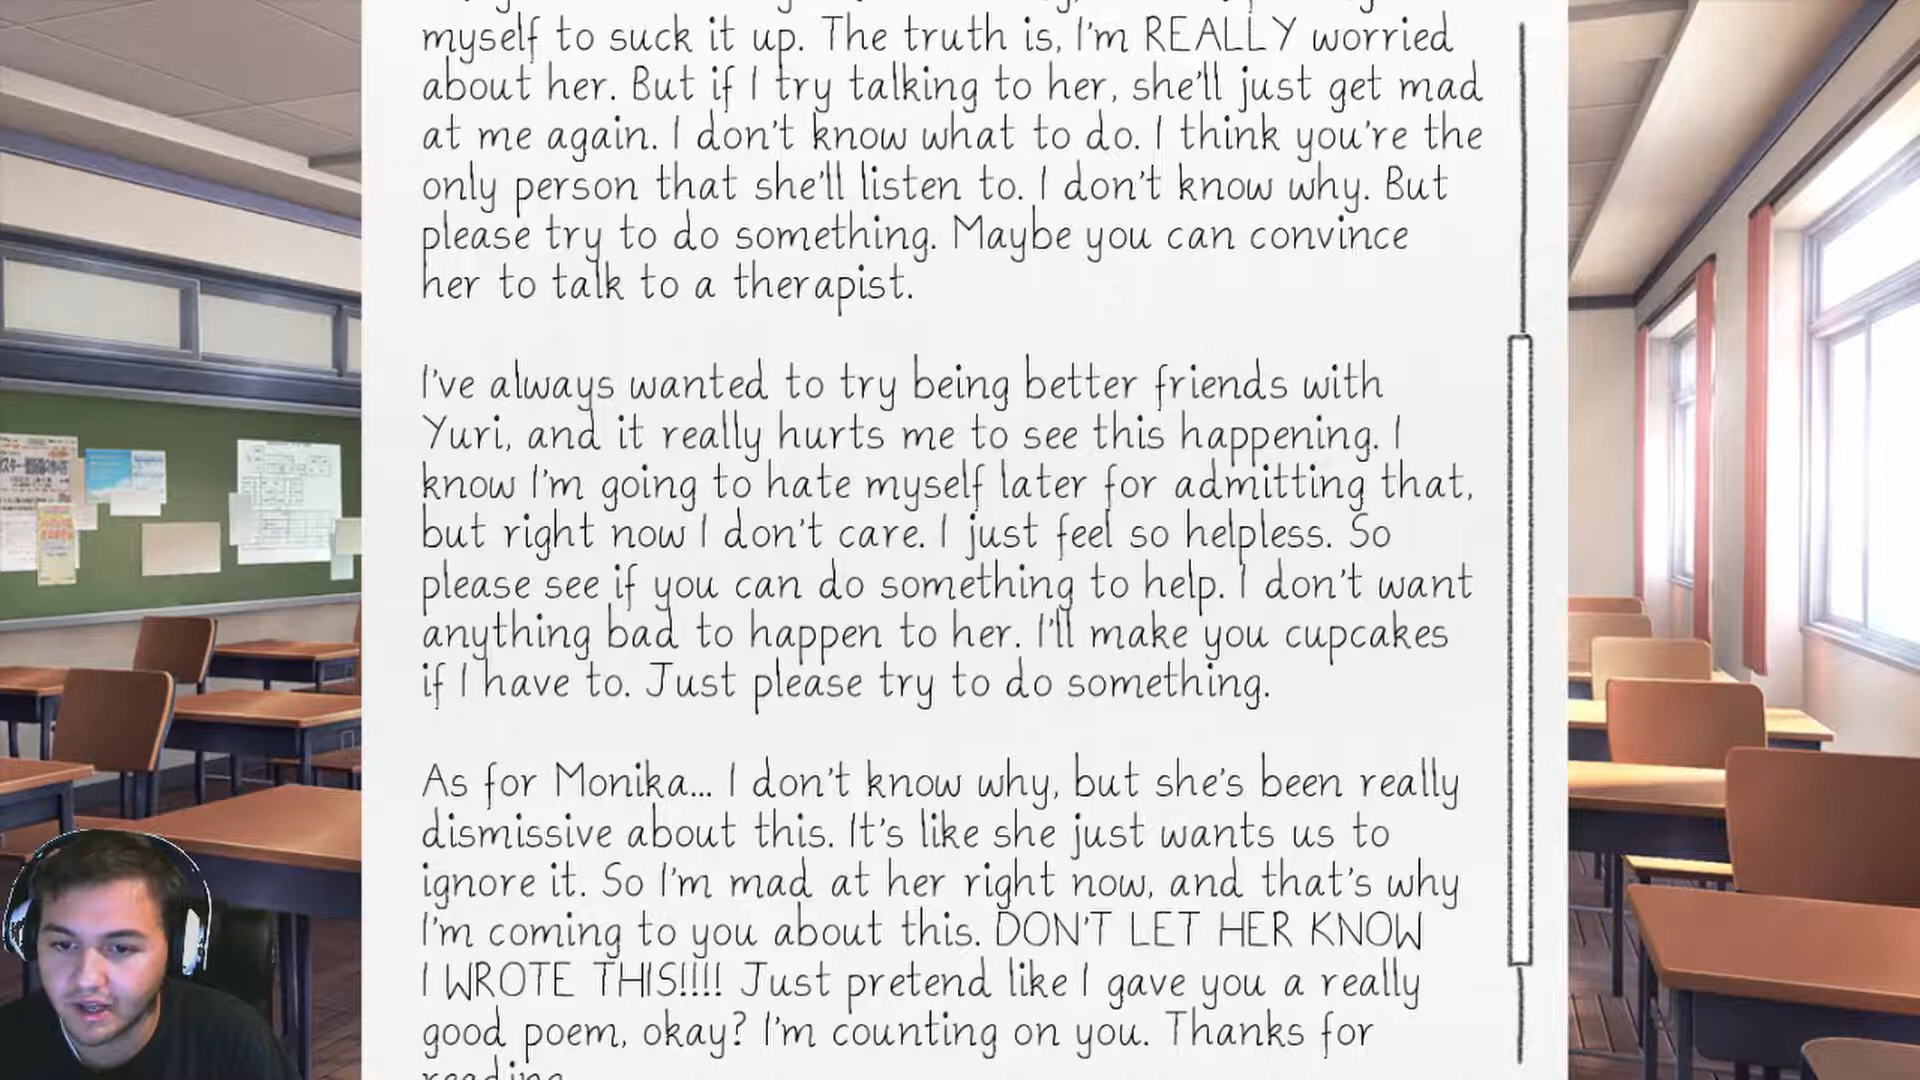 myself to suck it up. The truth is, I'm REALLY worried
about her. But if I try talking to her, she'll just get mad
at me again. I don't know what to do. I think you're the
only person that she'll listen to. I don't know why. But
please try to do something. Maybe you can convince
her to talk to a therapist.
I've always wanted to try being better friends with
Yuri, and it really hurts me to see this happening. I
know I'm going to hate myself later for admitting that,
but right now I don't care. I just feel so helpless. So
please see if you can do something to help. I don't want
anything bad to happen to her. I'll make you cupcakes
if I have to. Just please try to do something.
As for Monika... I don't know why, but she's been really
dismissive about this. It's like she just wants us to
ignore it. So I'm mad at her right now, and that's why
I'm coming to you about this. DON'T LET HER KNOW
I WROTE THIS!!!! Just pretend like I gave you a really
good poem, okay? I'm counting on you. Thanks for